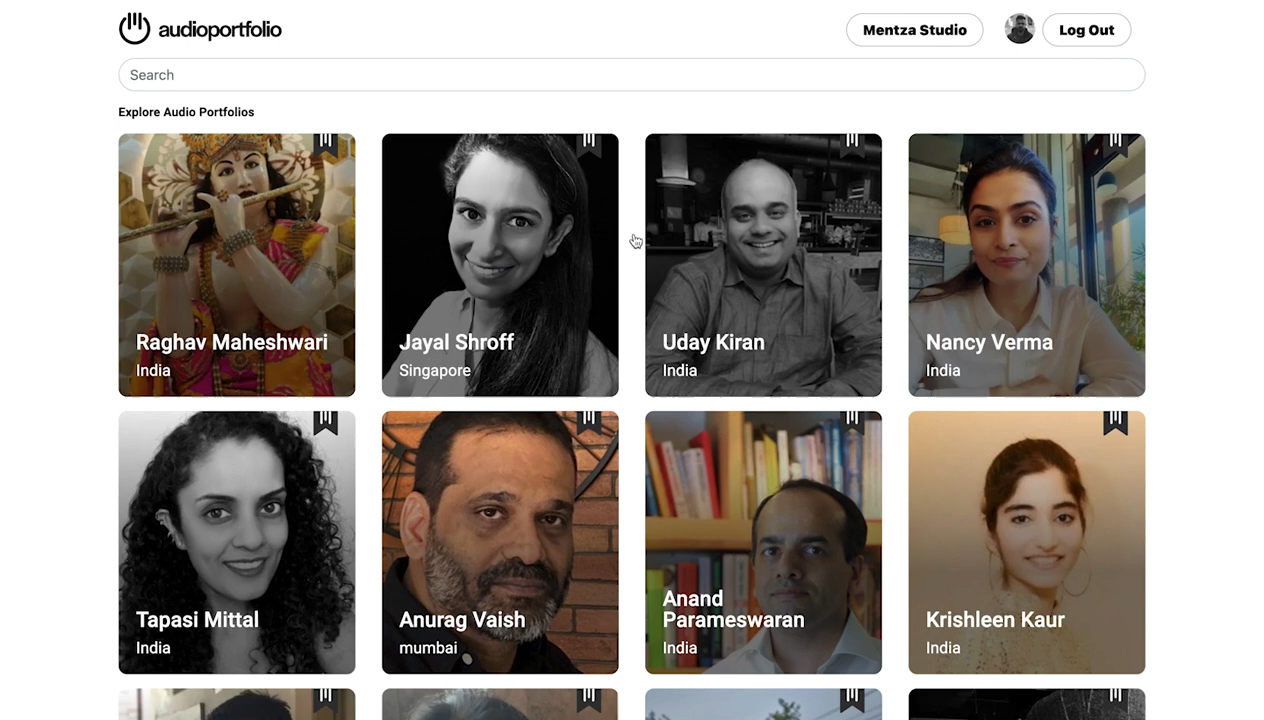 audioportfolio
Mentza Studio
Log Out
Search
Explore Audio Portfolios
Raghav Maheshwari
India
Jayal Shroff
Singapore
Uday Kiran
India
Nancy Verma
India
Tapasi Mittal
India
Anurag Vaish
mumbai
Anand
Parameswaran
India
Krishleen Kaur
India